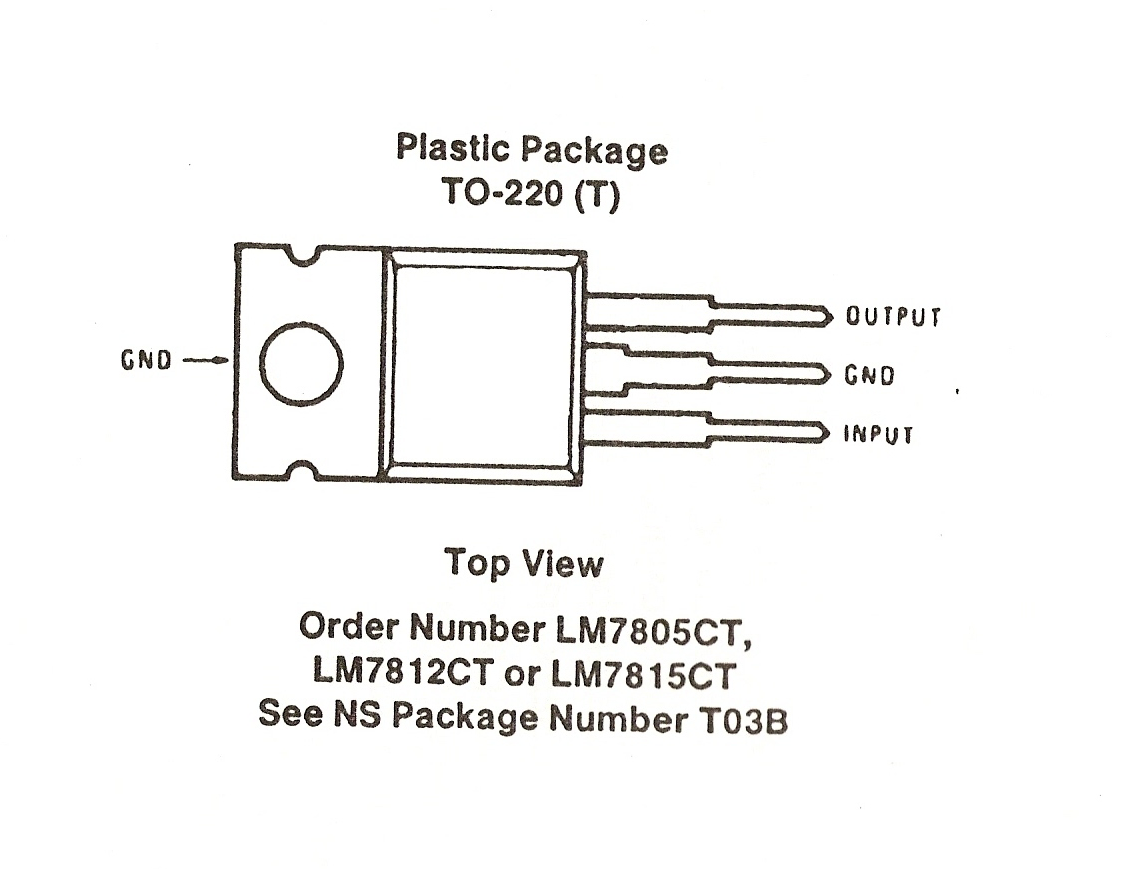 Plastic Package
TO-220 (T)
OUTPUT
GND
GND
INPUT
Top View
Order Number LM7805CT,
LM7812CT or LM7815CT
See NS Package Number T03B